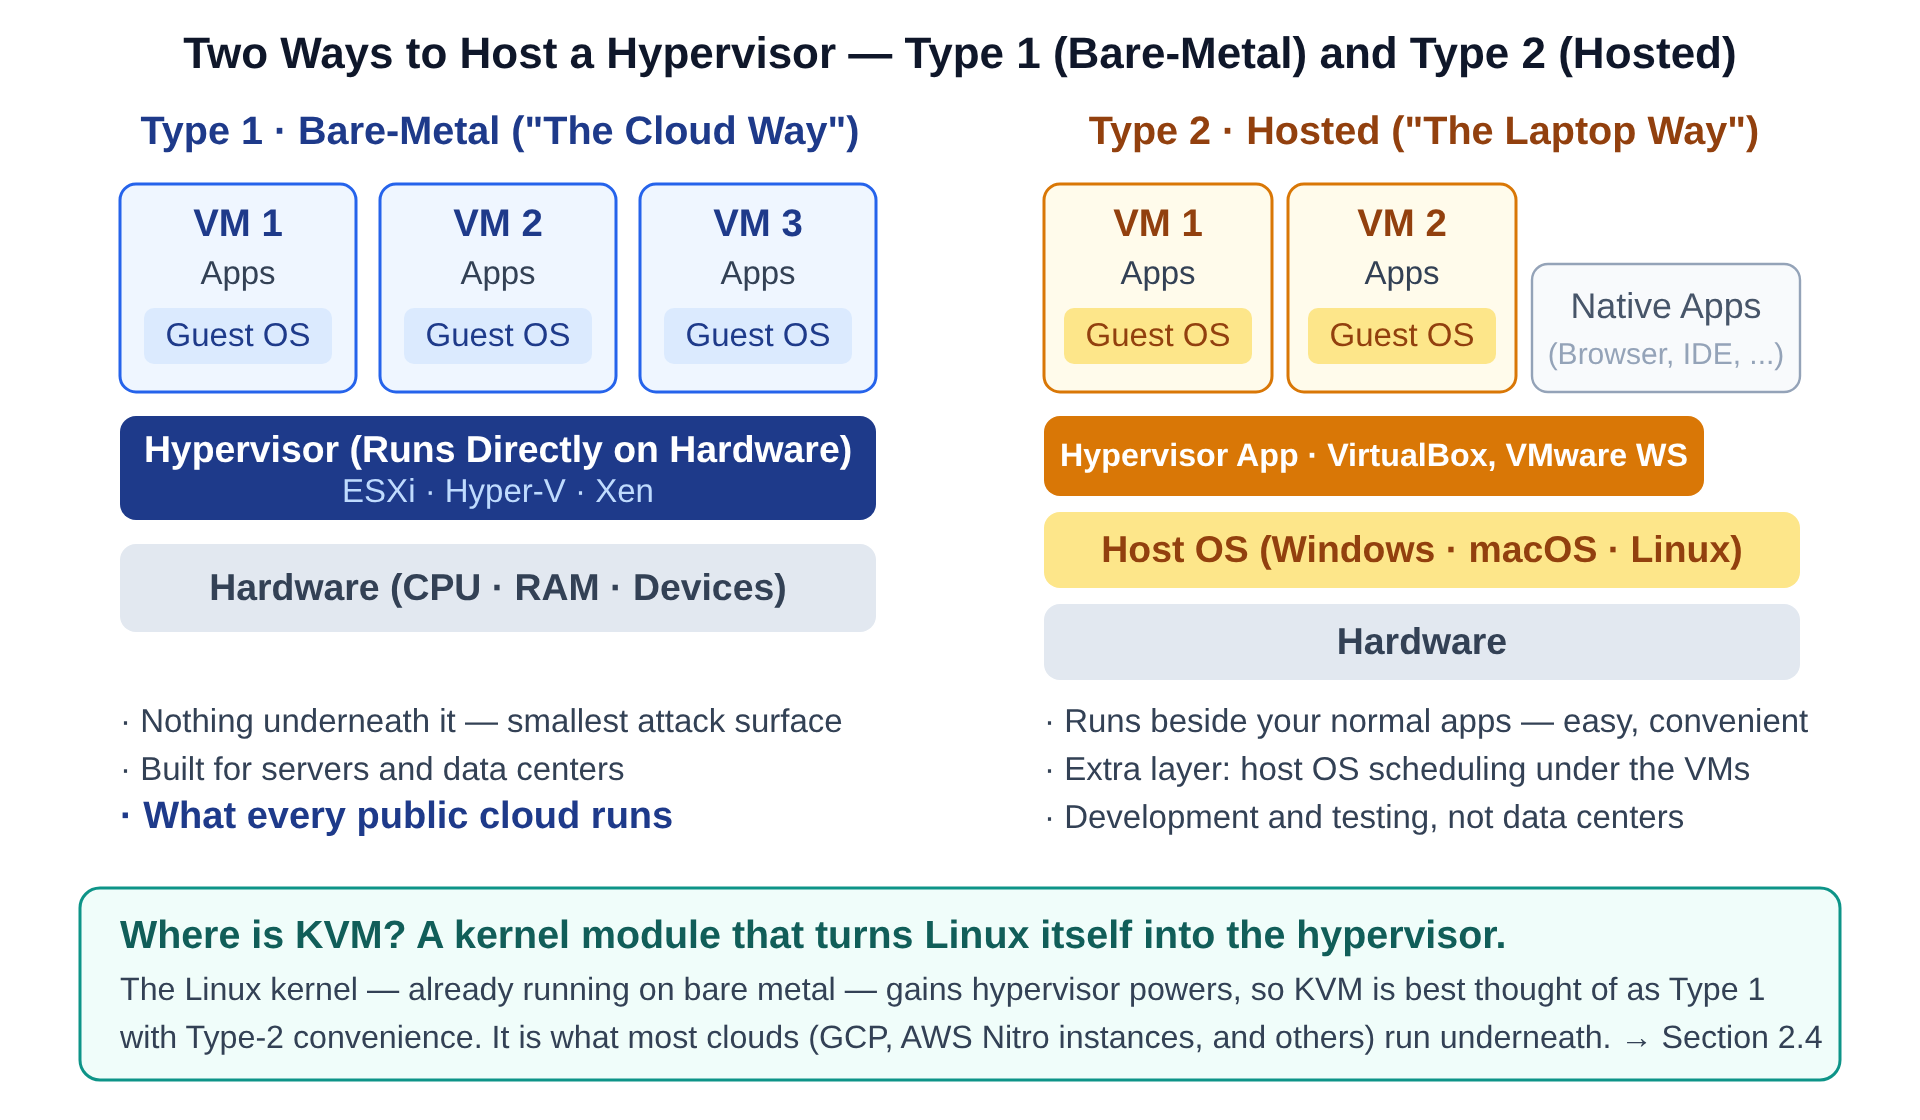 Two Ways to Host a Hypervisor — Type 1 (Bare-Metal) and Type 2 (Hosted)
Type 1 · Bare-Metal ("The Cloud Way")
VM 1
Apps
Guest OS
VM 2
Apps
Guest OS
VM 3
Apps
Guest OS
Hypervisor (Runs Directly on Hardware)
ESXi · Hyper-V · Xen
Hardware (CPU · RAM · Devices)
· Nothing underneath it — smallest attack surface
· Built for servers and data centers
· What every public cloud runs
Type 2 · Hosted ("The Laptop Way")
VM 1
Apps
Guest OS
VM 2
Apps
Guest OS
Native Apps
(Browser, IDE, ...)
Hypervisor App · VirtualBox, VMware WS
Host OS (Windows · macOS · Linux)
Hardware
· Runs beside your normal apps — easy, convenient
· Extra layer: host OS scheduling under the VMs
· Development and testing, not data centers
Where is KVM? A kernel module that turns Linux itself into the hypervisor.
The Linux kernel — already running on bare metal — gains hypervisor powers, so KVM is best thought of as Type 1
with Type-2 convenience. It is what most clouds (GCP, AWS Nitro instances, and others) run underneath. → Section 2.4